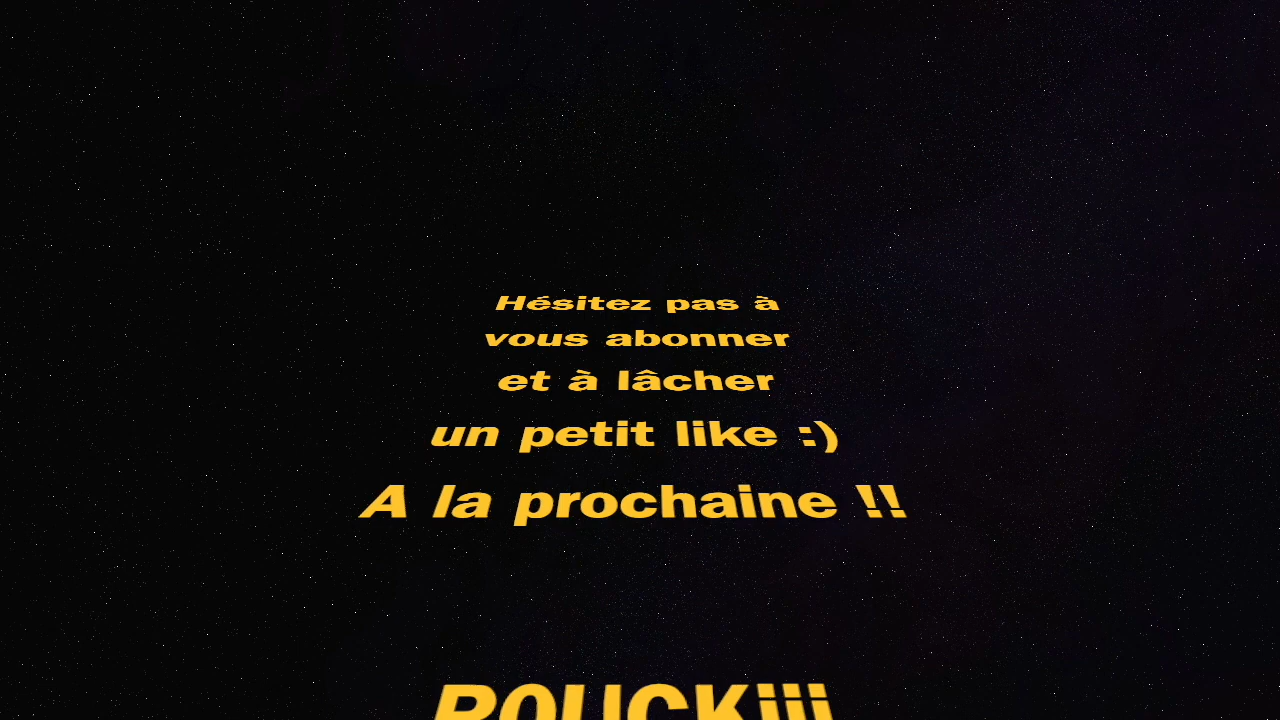 Hésitez pas à
vous abonner
et à lâcher
un petit like :)
A la prochaine !!